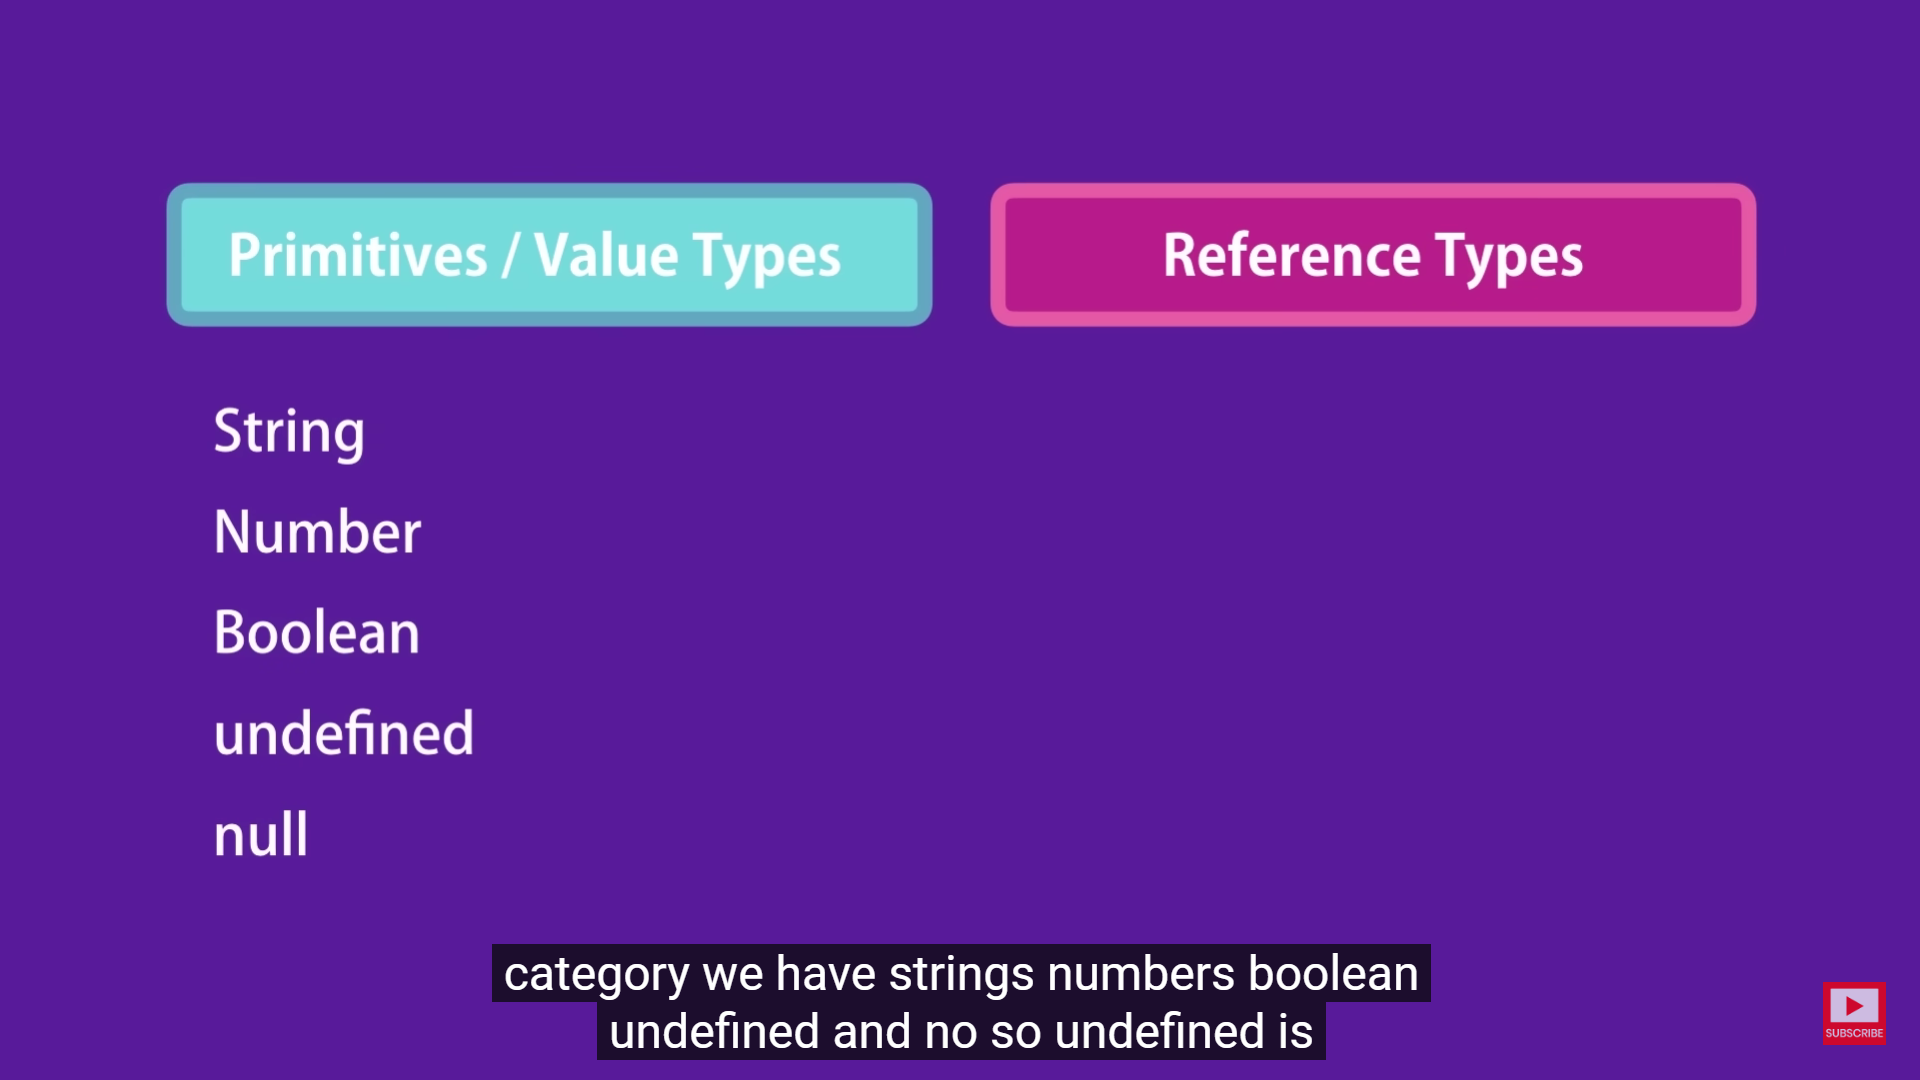 Primitives / Value Types
Reference Types
String
Number
Boolean
undefined
null
category we have strings numbers boolean
undefined and no so undefined is
SUBSCRIBE